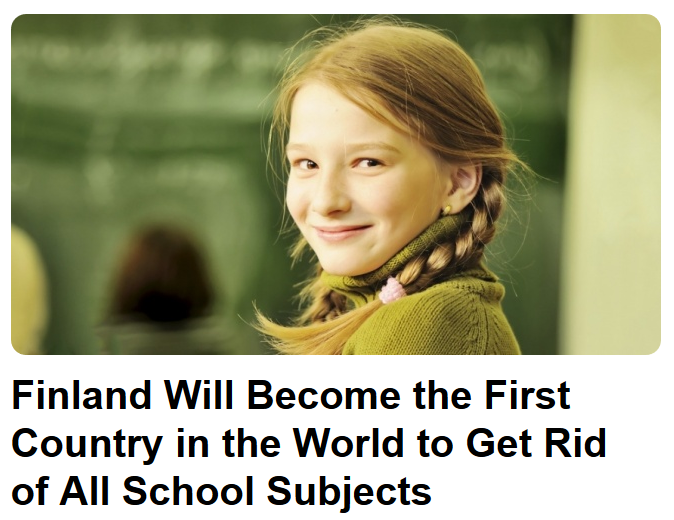 Finland Will Become the First
Country in the World to Get Rid
of All School Subjects